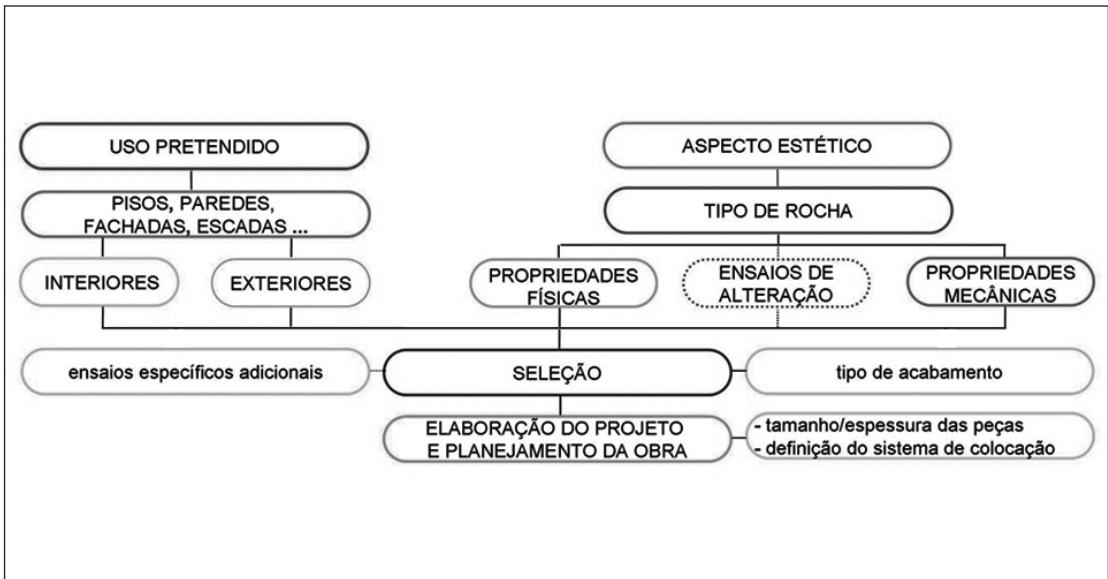 USO PRETENDIDO
ASPECTO ESTÉTICO
PISOS, PAREDES,
FACHADAS, ESCADAS ...
TIPO DE ROCHA
INTERIORES
EXTERIORES
PROPRIEDADES
FÍSICAS
ENSAIOS DE
ALTERAÇÃO
PROPRIEDADES
MECÂNICAS
ensaios específicos adicionais
SELEÇÃO
tipo de acabamento
ELABORAÇÃO DO PROJETO
E PLANEJAMENTO DA OBRA
- tamanho/espessura das peças
- definição do sistema de colocação